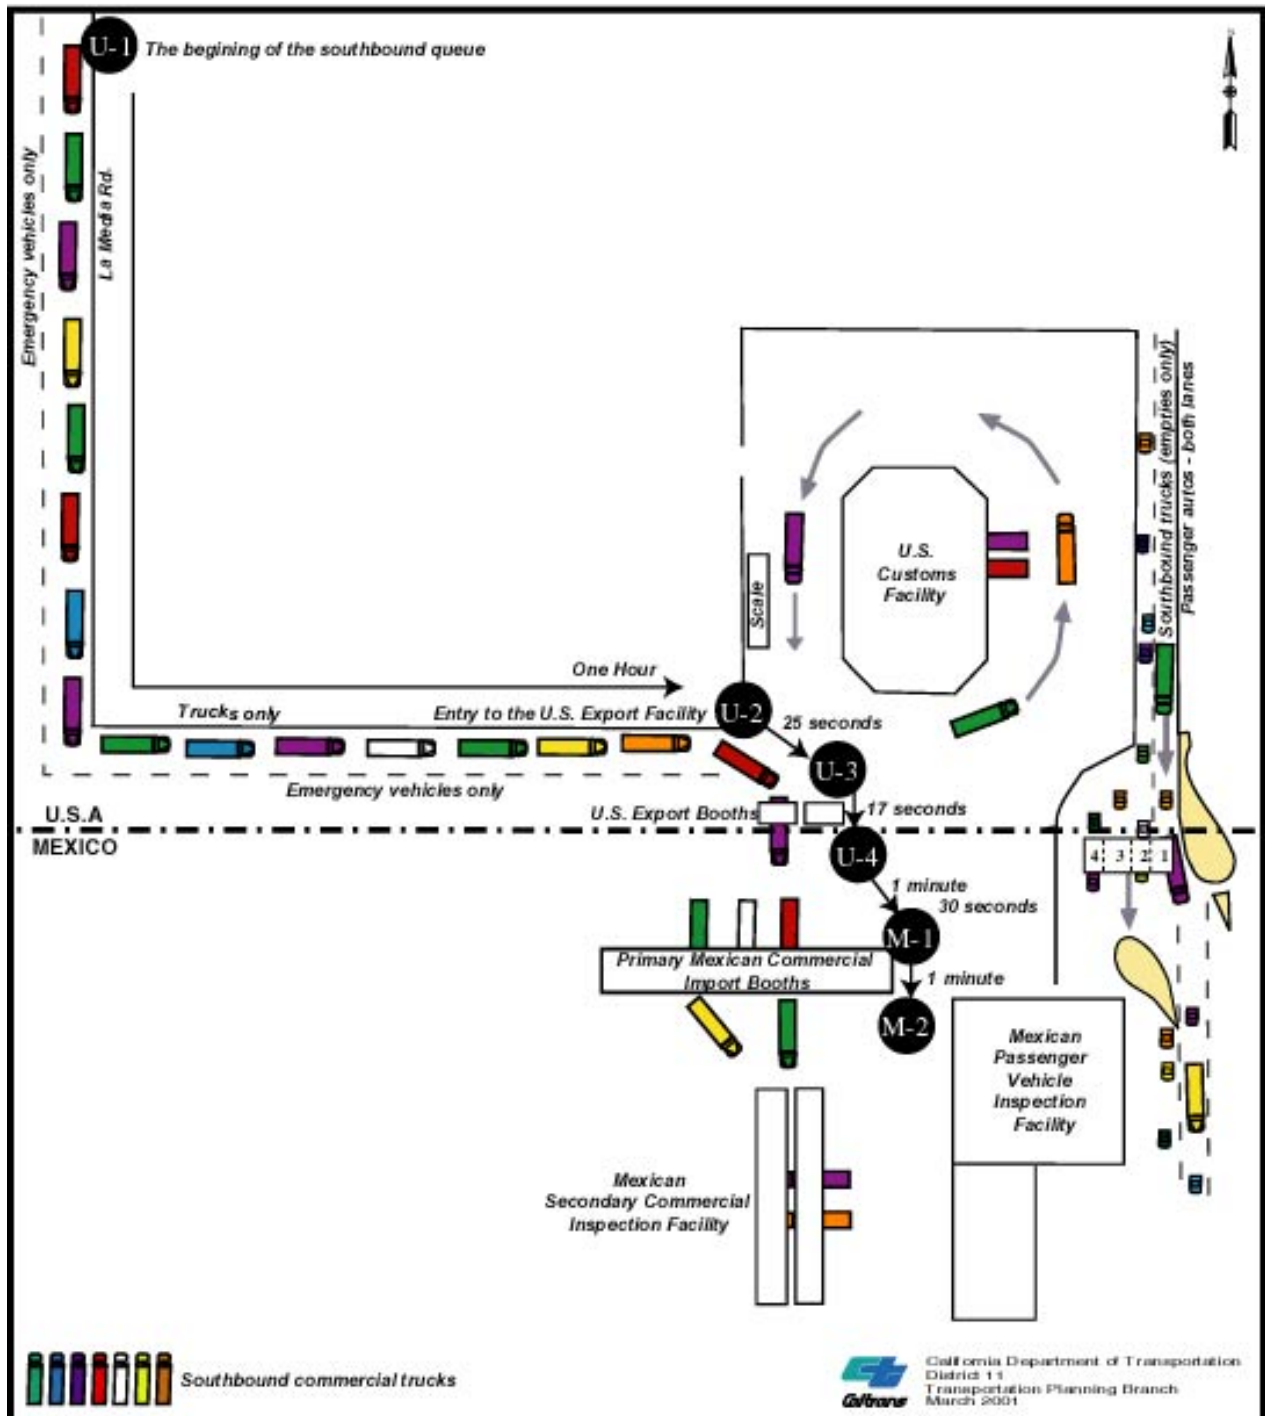 U-1
The begining of the southbound queue
Emergency vehicles only
La Media Rd.
Southbound trucks (empties only)
Passenger autos - both lanes
U.S.
Customs
Facility
Scale
One Hour
Trucks only
Entry to the U.S. Export Facility
U-2
25 seconds
U-3
Emergency vehicles only
U.S. Export Booths
17 seconds
U.S.A
MEXICO
U-4
4 3 2 1
1 minute
30 seconds
M-1
Primary Mexican Commercial
Import Booths
1 minute
M-2
Mexican
Passenger
Vehicle
Inspection
Facility
Mexican
Secondary Commercial
Inspection Facility
Southbound commercial trucks
Caltrans
California Department of Transportation
District 11
Transportation Planning Branch
March 2001